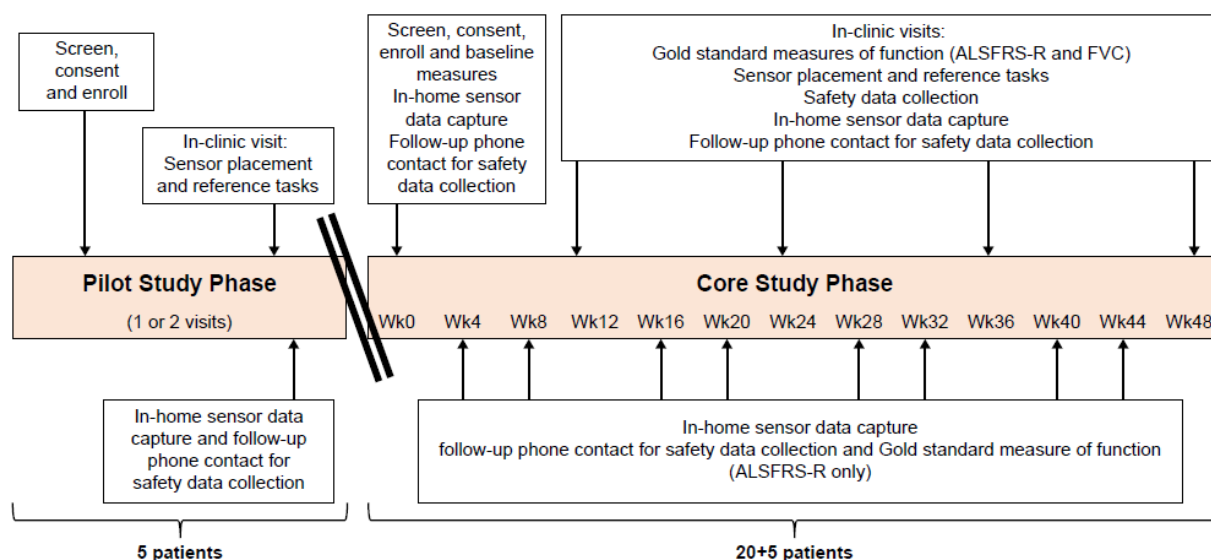 Screen,
consent
and enroll
In-clinic visit:
Sensor placement
and reference tasks
Screen, consent,
enroll and baseline
measures
In-home sensor
data capture
Follow-up phone
contact for safety
data collection
In-clinic visits:
Gold standard measures of function (ALSFRS-R and FVC)
Sensor placement and reference tasks
Safety data collection
In-home sensor data capture
Follow-up phone contact for safety data collection
Pilot Study Phase
(1 or 2 visits)
Core Study Phase
Wk0 Wk4 Wk8 Wk12 Wk16 Wk20 Wk24 Wk28 Wk32 Wk36 Wk40 Wk44 Wk48
In-home sensor data
capture and follow-up
phone contact for
safety data collection
In-home sensor data capture
follow-up phone contact for safety data collection and Gold standard measure of function
(ALSFRS-R only)
5 patients
20+5 patients